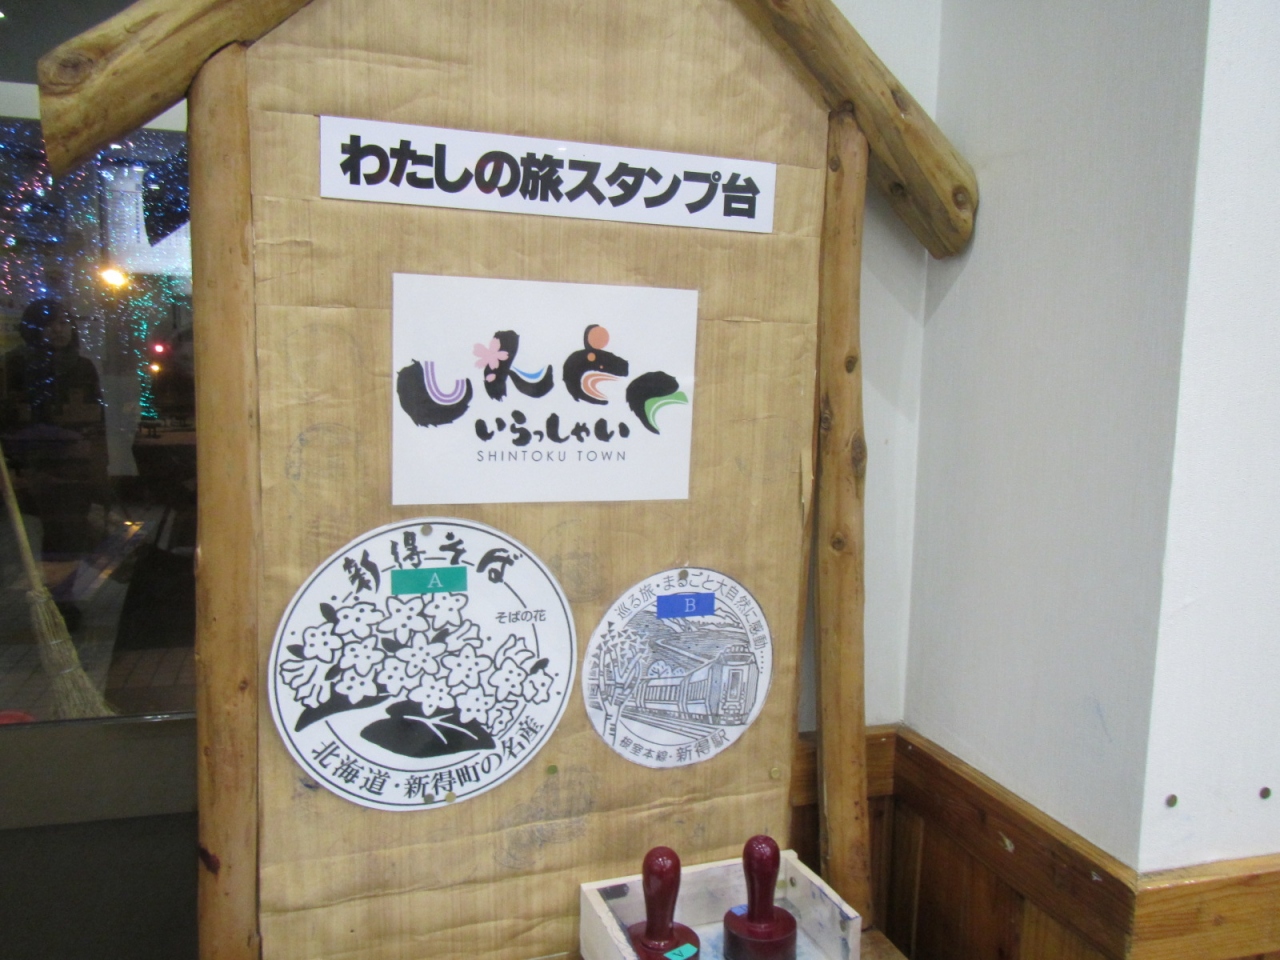 わたしの旅スタンプ台
しんとく
いらっしゃい
SHINTOKU TOWN
新得そば
A
そばの花
北海道・新得町の名産
巡る旅・まるごと大自然に感動・・・・
B
根室本線・新得駅